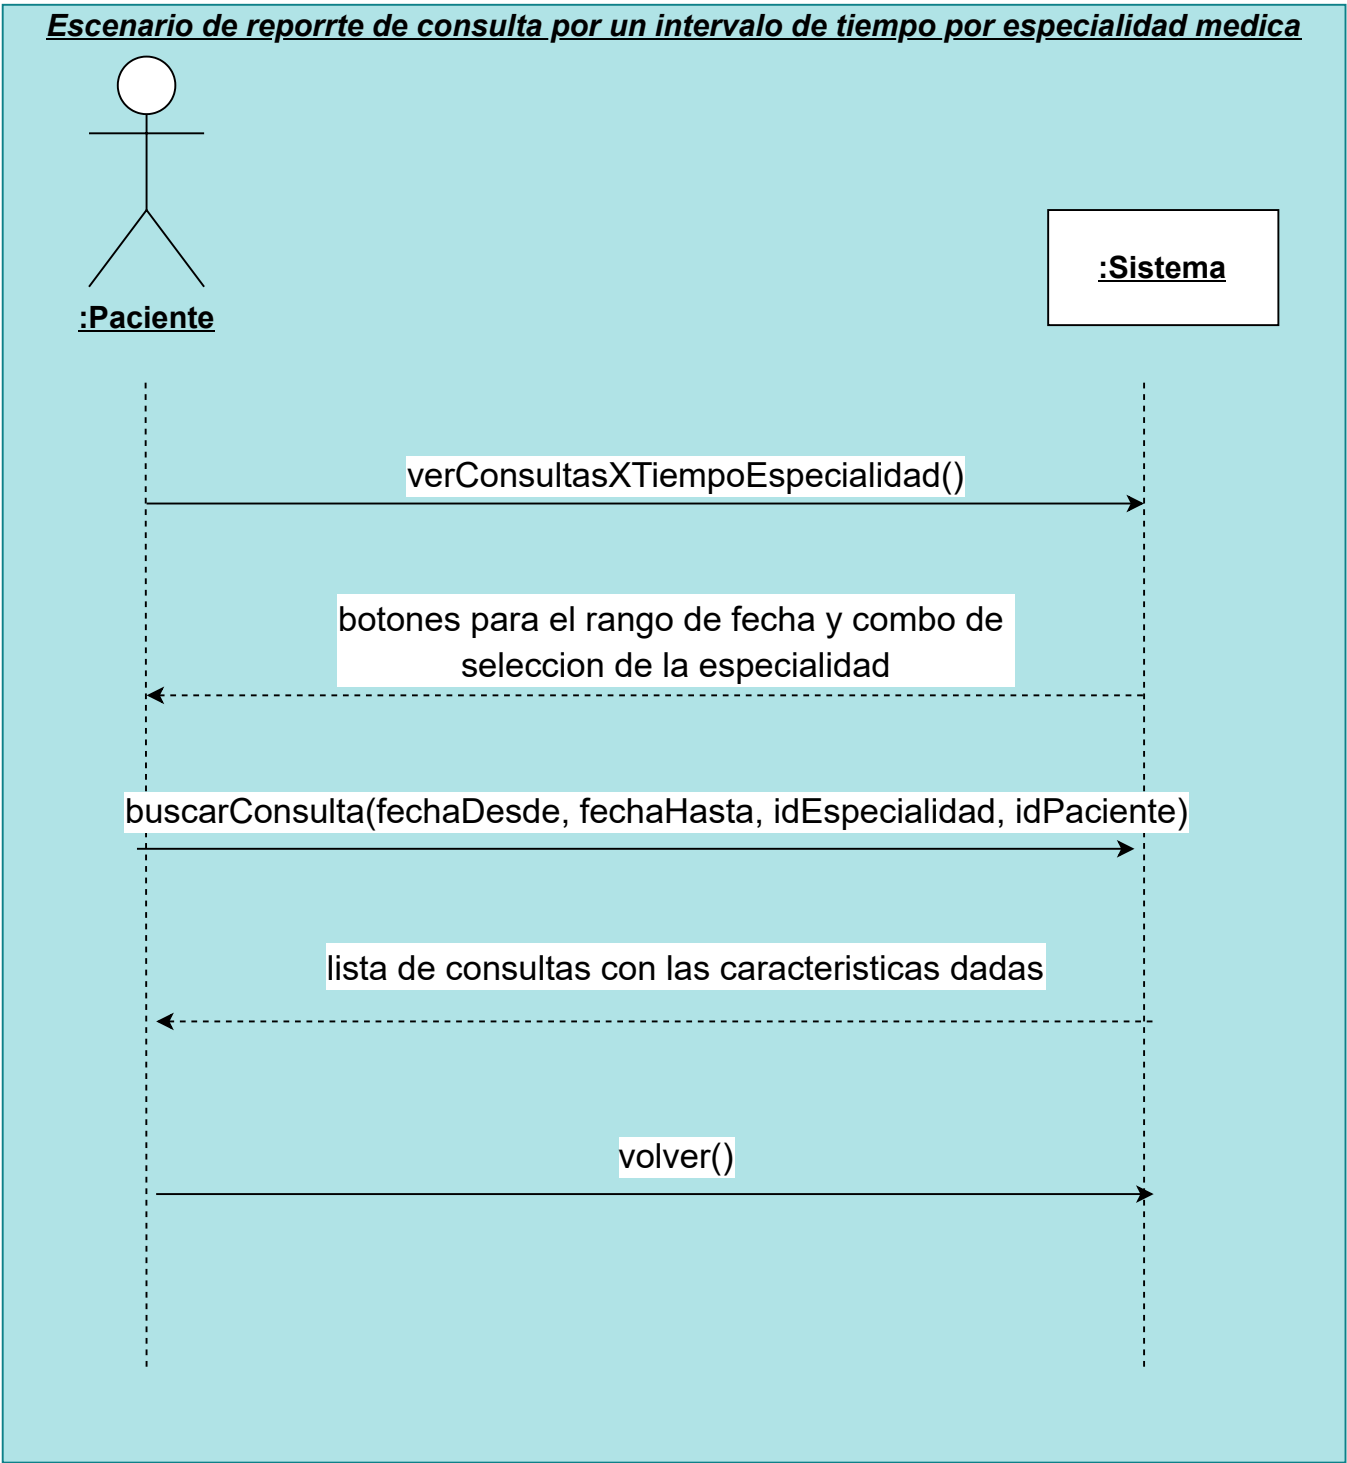 Escenario de reporrte de consulta por un intervalo de tiempo por especialidad medica
:Paciente
:Sistema
verConsultasXTiempoEspecialidad()
botones para el rango de fecha y combo de
seleccion de la especialidad
buscarConsulta(fechaDesde, fechaHasta, idEspecialidad, idPaciente)
lista de consultas con las caracteristicas dadas
volver()